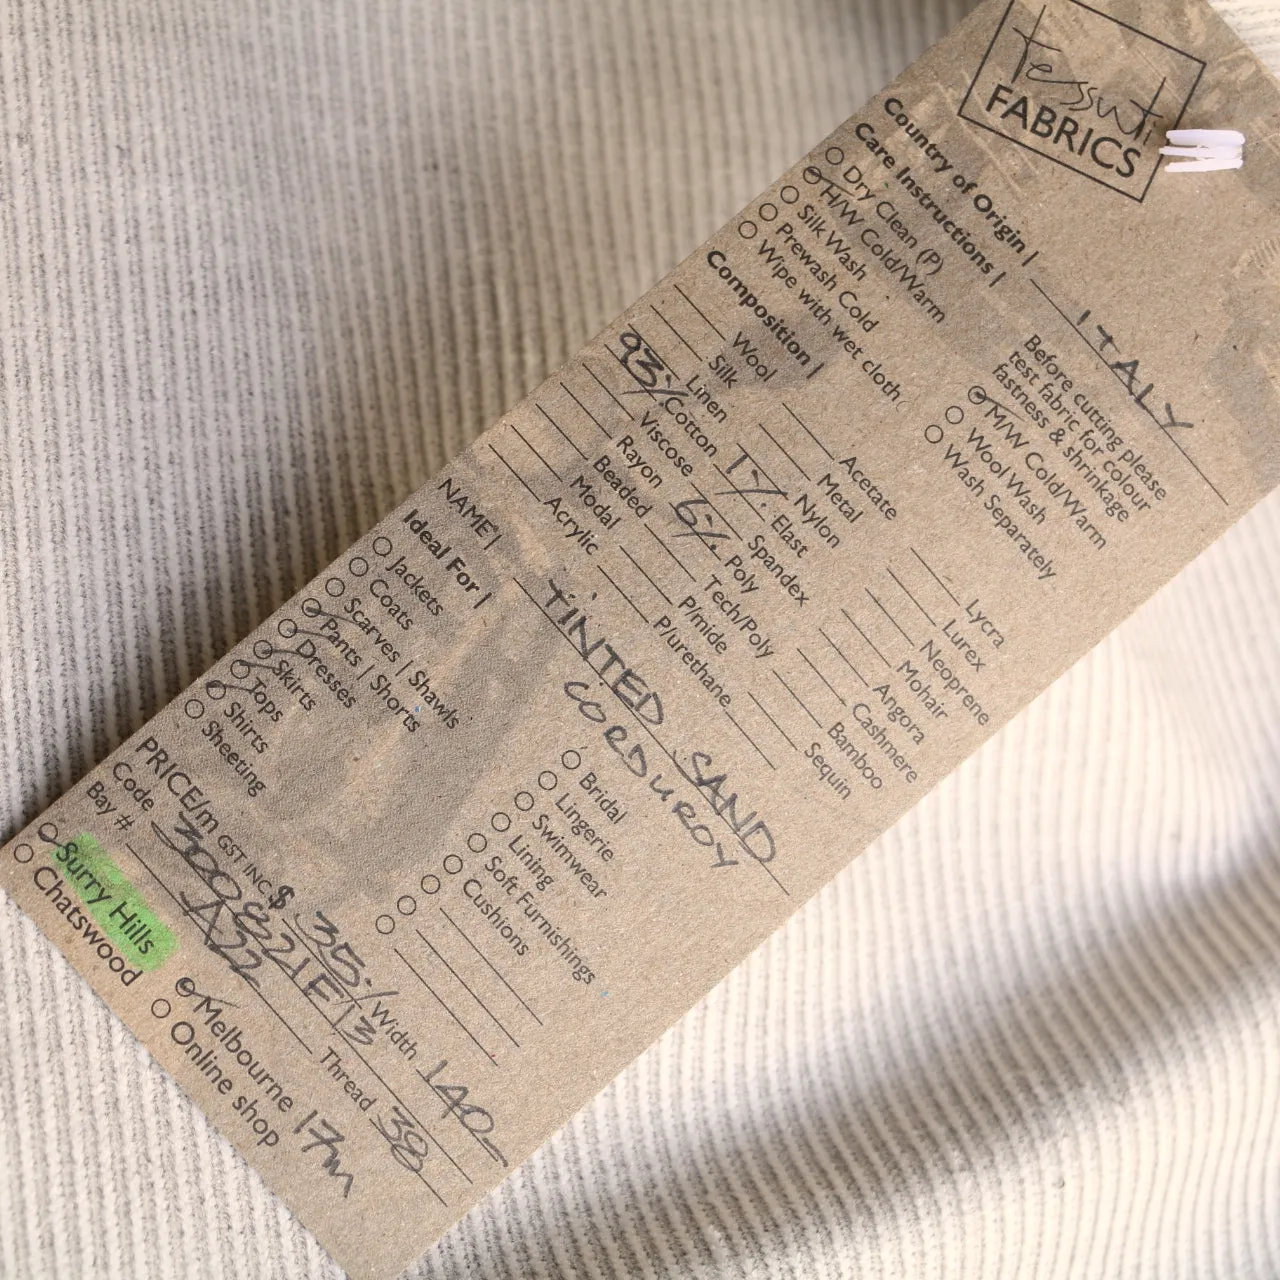 tessuti
FABRICS
Country of Origin | ITALY
Care Instructions |
Before cutting please
test fabric for colour
fastness & shrinkage
Dry Clean (P)
H/W Cold/Warm
Silk Wash
Prewash Cold
Wipe with wet cloth
M/W Cold/Warm
Wool Wash
Wash Separately
Composition |
Wool
Silk
Linen
93% Cotton
Viscose
Rayon
Beaded
Modal
Acrylic
Acetate
Metal
Nylon
1% Elast
Spandex
6% Poly
Tech/Poly
P/mide
P/urethane
Lycra
Lurex
Neoprene
Mohair
Angora
Cashmere
Bamboo
Sequin
NAME | TINTED SAND
CORDUROY
Ideal For |
Jackets
Coats
Scarves | Shawls
Pants | Shorts
Dresses
Skirts
Tops
Shirts
Sheeting
Bridal
Lingerie
Swimwear
Lining
Soft Furnishings
Cushions
PRICE/m GST INC $ 35 Width 140
Code
Bay # A22 Thread 38
Surry Hills
Chatswood
Melbourne 17m
Online shop